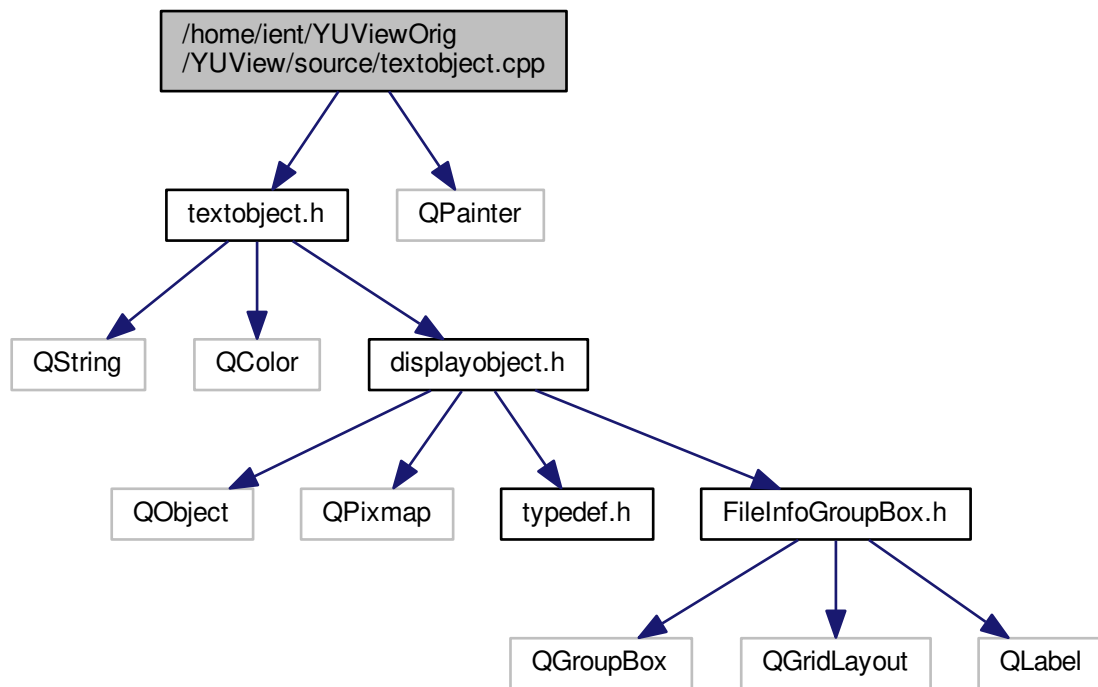 /home/ient/YUViewOrig
/YUView/source/textobject.cpp
textobject.h
QPainter
QString
QColor
displayobject.h
QObject
QPixmap
typedef.h
FileInfoGroupBox.h
QGroupBox
QGridLayout
QLabel